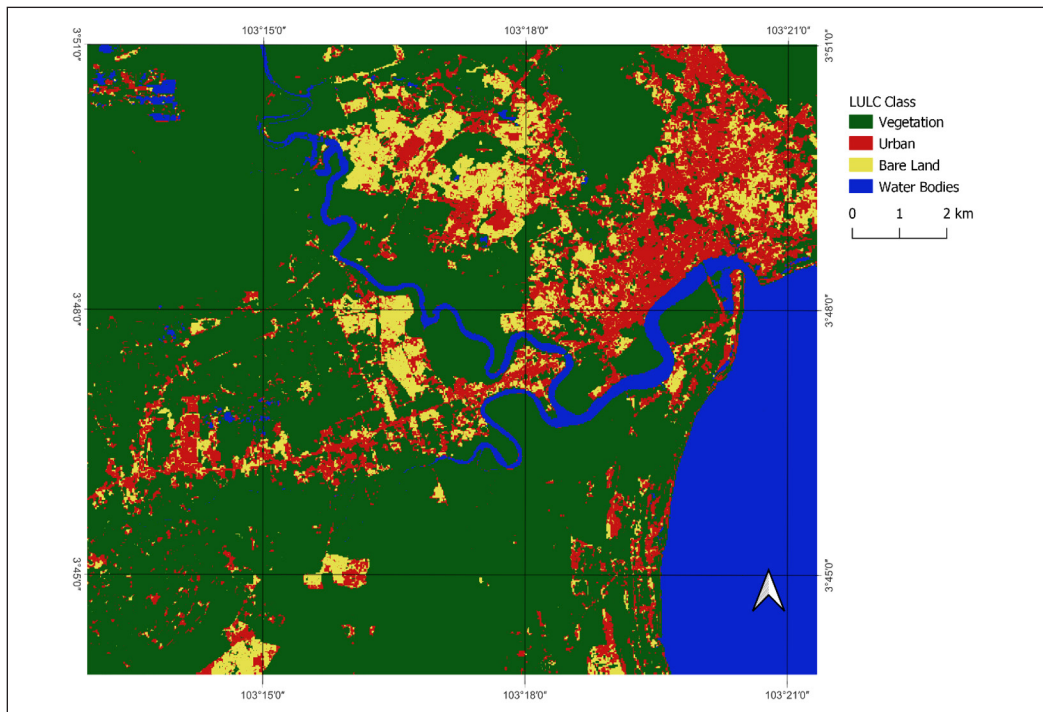 103°15'0" 103°18'0" 103°21'0"
3°51'0" 3°51'0"
LULC Class
Vegetation
Urban
Bare Land
Water Bodies
0 1 2 km
3°48'0" 3°48'0"
3°45'0" 3°45'0"
103°15'0" 103°18'0" 103°21'0"